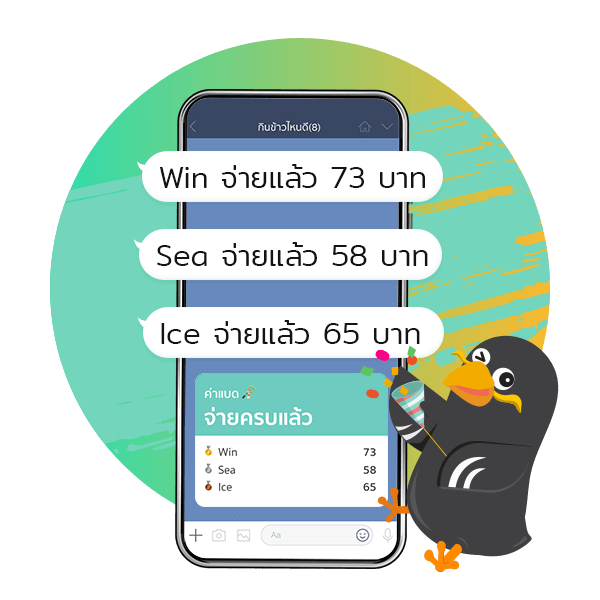 กินข้าวไหนดี(8)
Win จ่ายแล้ว 73 บาท
Sea จ่ายแล้ว 58 บาท
Ice จ่ายแล้ว 65 บาท
ค่าแบด
จ่ายครบแล้ว
Win 73
Sea 58
Ice 65
Aa